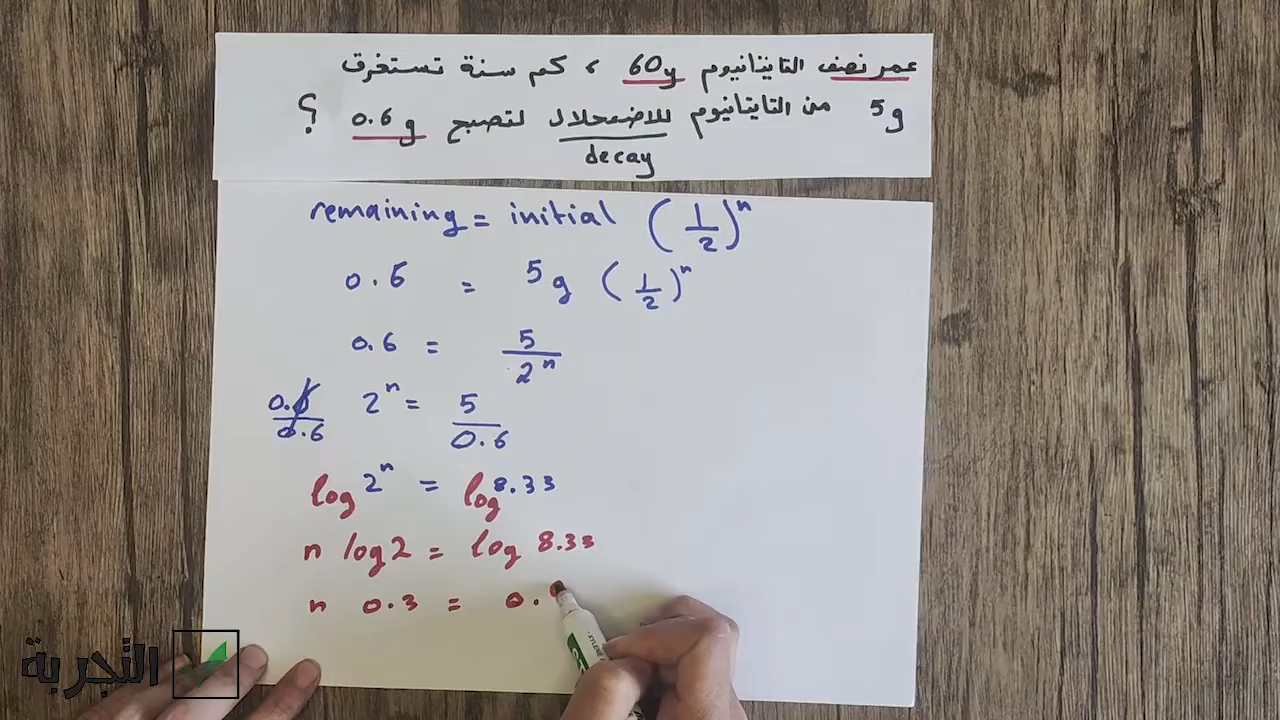 عمر نصف التايتانيوم 60y ، كم سنة تستغرق
5g من التايتانيوم للاضمحلال لتصبح 0.6 g ؟
decay
remaining = initial (1/2)^n
0.6 = 5g (1/2)^n
0.6 = 5/2^n
0.6/0.6 2^n = 5/0.6
log 2^n = log 8.33
n log 2 = log 8.33
n 0.3 = 0.
التجربة